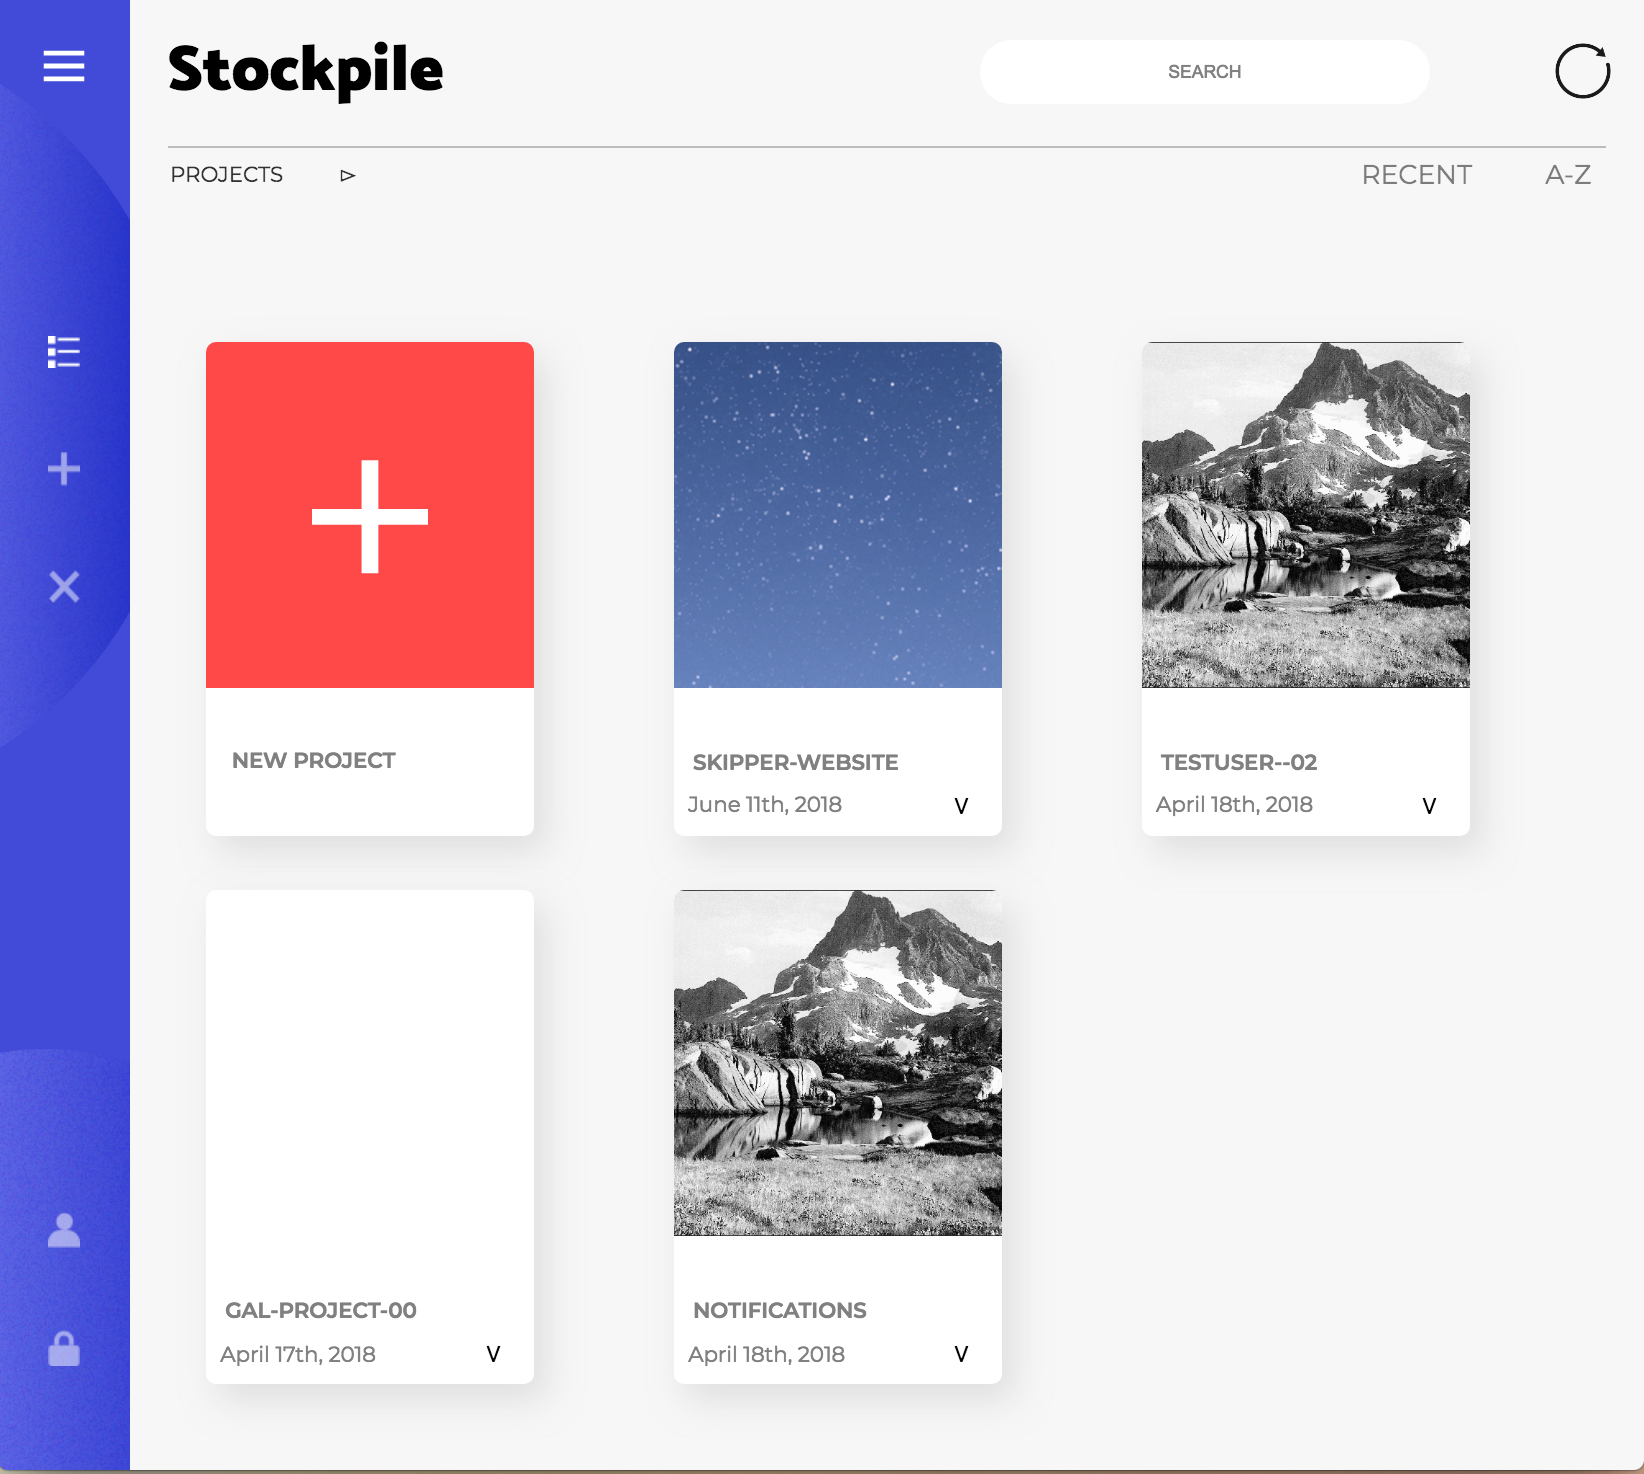 Stockpile
SEARCH
PROJECTS
RECENT
A-Z
NEW PROJECT
SKIPPER-WEBSITE
June 11th, 2018
V
TESTUSER--02
April 18th, 2018
V
GAL-PROJECT-00
April 17th, 2018
V
NOTIFICATIONS
April 18th, 2018
V